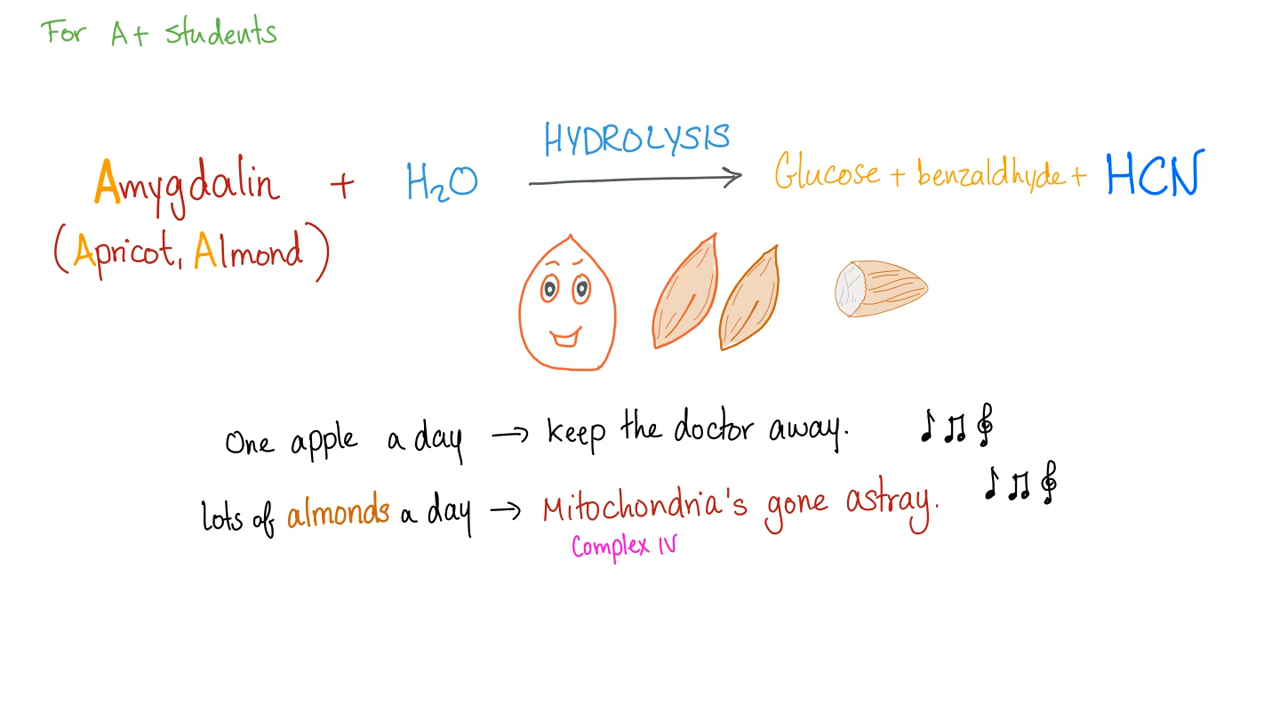 For A+ students
HYDROLYSIS
Amygdalin + H₂O → Glucose + benzaldhyde + HCN
(Apricot, Almond)
One apple a day → keep the doctor away.
lots of almonds a day → Mitochondria's gone astray.
Complex IV